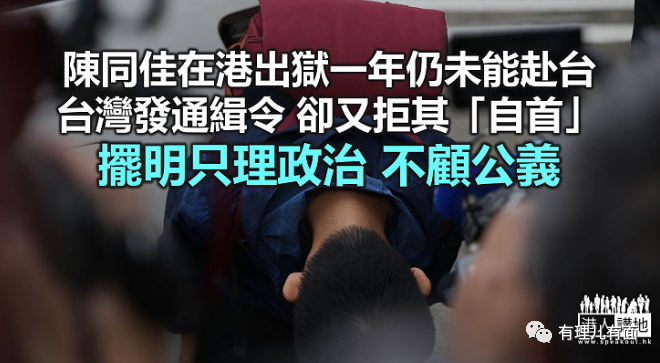 陳同佳在港出獄一年仍未能赴台
台灣發通緝令 卻又拒其「自首」
擺明只理政治 不顧公義
港人講地
www.speakout.hk
有理儿有面